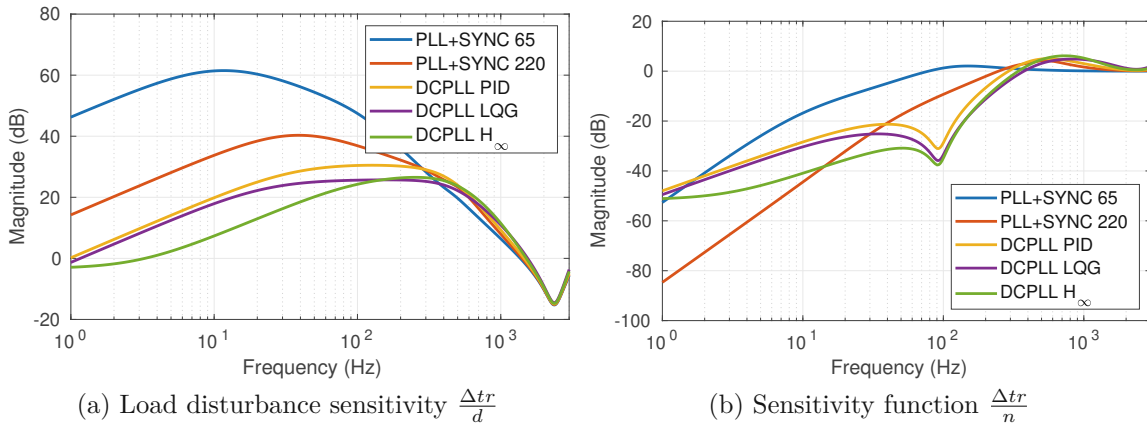 80
60
40
20
0
-20
Magnitude (dB)
PLL+SYNC 65
PLL+SYNC 220
DCPLL PID
DCPLL LQG
DCPLL H∞
10^0
10^1
10^2
10^3
Frequency (Hz)
(a) Load disturbance sensitivity Δtr/d
20
0
-20
-40
-60
-80
-100
Magnitude (dB)
PLL+SYNC 65
PLL+SYNC 220
DCPLL PID
DCPLL LQG
DCPLL H∞
10^0
10^1
10^2
10^3
Frequency (Hz)
(b) Sensitivity function Δtr/n